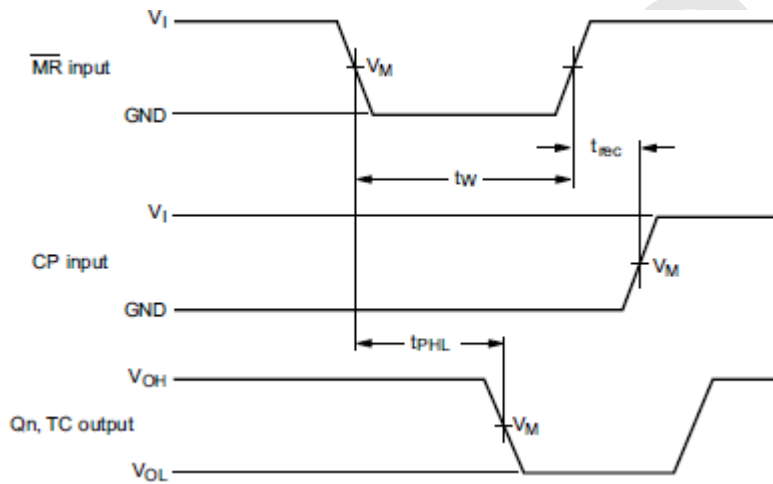 VI
MR input
VM
GND
trec
tW
VI
CP input
VM
GND
tPHL
VOH
Qn, TC output
VM
VOL